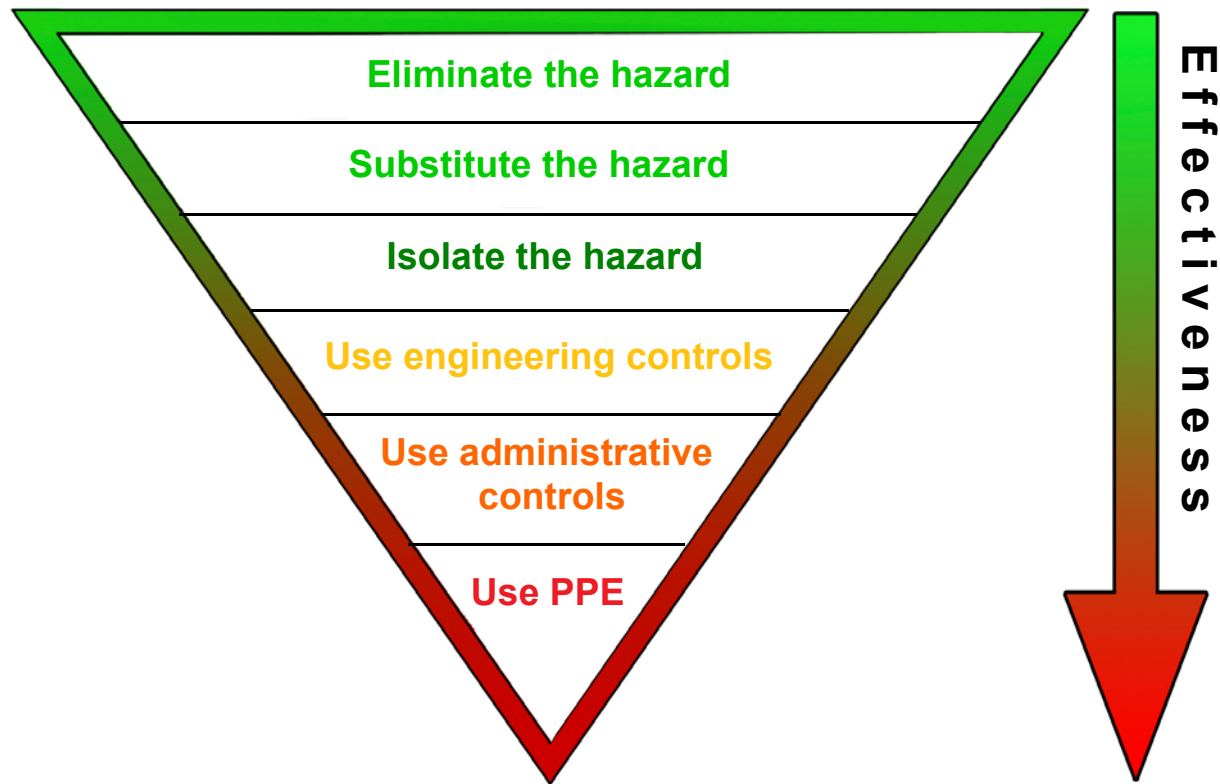 Eliminate the hazard
Substitute the hazard
Isolate the hazard
Use engineering controls
Use administrative
controls
Use PPE
Effectiveness